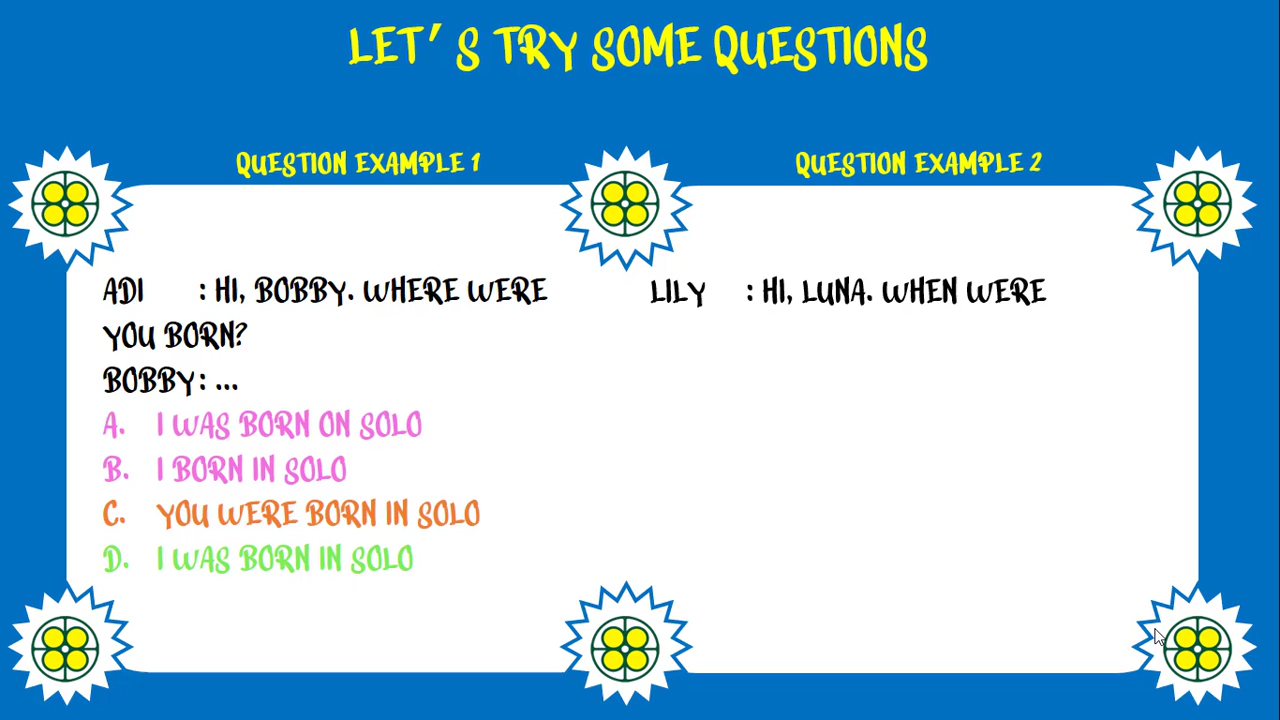 LET'S TRY SOME QUESTIONS
QUESTION EXAMPLE 1
ADI : HI, BOBBY. WHERE WERE
YOU BORN?
BOBBY : ...
A. I WAS BORN ON SOLO
B. I BORN IN SOLO
C. YOU WERE BORN IN SOLO
D. I WAS BORN IN SOLO
QUESTION EXAMPLE 2
LILY : HI, LUNA. WHEN WERE